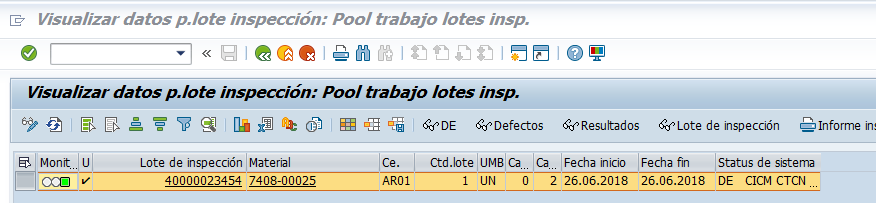 Visualizar datos p.lote inspección: Pool trabajo lotes insp.
Visualizar datos p.lote inspección: Pool trabajo lotes insp.
DE Defectos Resultados Lote de inspección Informe ins
Monit... U Lote de inspección Material Ce. Ctd.lote UMB Ca... Ca... Fecha inicio Fecha fin Status de sistema
40000023454 7408-00025 AR01 1 UN 0 2 26.06.2018 26.06.2018 DE CICM CTCN ...